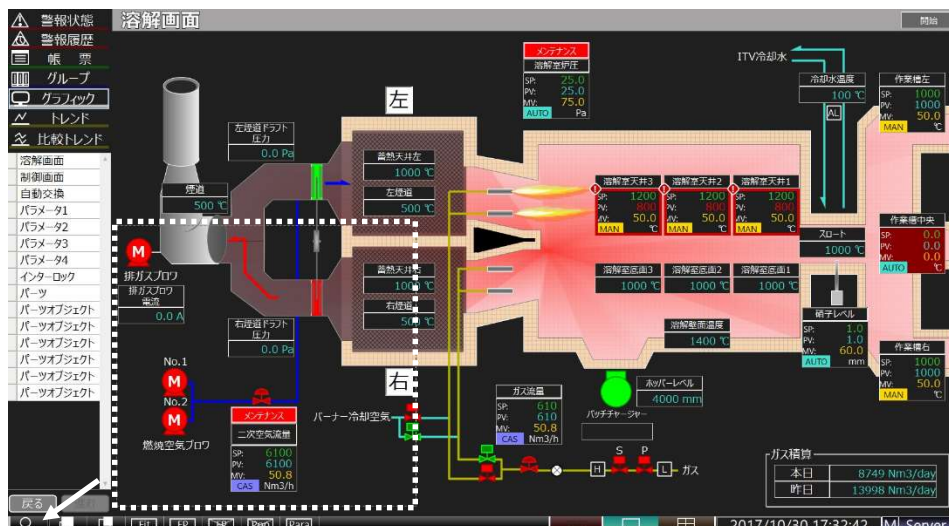 警報状態
警報履歴
帳 票
グループ
グラフィック
トレンド
比較トレンド
溶解画面
制御画面
自動交換
パラメータ1
パラメータ2
パラメータ3
パラメータ4
インターロック
パーツ
パーツオブジェクト
パーツオブジェクト
パーツオブジェクト
パーツオブジェクト
パーツオブジェクト
戻る
溶解画面
開始
メンテナンス
溶解室炉圧
SP: 25.0
PV: 25.0
MV: 75.0
AUTO Pa
ITV冷却水
冷却水温度
100 ℃
AL
作業槽左
SP: 1000
PV: 1000
MV: 50.0
MAN ℃
左
左煙道ドラフト
圧力
0.0 Pa
蓄熱天井左
1000 ℃
左煙道
500 ℃
煙道
500 ℃
溶解室天井3
SP: 1200
PV: 800
MV: 50.0
MAN ℃
溶解室天井2
SP: 1200
PV: 800
MV: 50.0
MAN ℃
溶解室天井1
SP: 1200
PV: 800
MV: 50.0
MAN ℃
スロート
1000 ℃
作業槽中央
SP: 0.0
PV: 0.0
MV: 0.0
AUTO ℃
M
排ガスブロワ
排ガスブロワ
電流
0.0 A
蓄熱天井右
1000 ℃
右煙道
500 ℃
右煙道ドラフト
圧力
0.0 Pa
溶解室底面3
1000 ℃
溶解室底面2
1000 ℃
溶解室底面1
1000 ℃
溶解壁面温度
1400 ℃
硝子レベル
SP: 1.0
PV: 1.0
MV: 60.0
AUTO mm
作業槽右
SP: 1000
PV: 1000
MV: 50.0
MAN ℃
右
No.1
M
No.2
M
燃焼空気ブロワ
メンテナンス
二次空気流量
SP: 6100
PV: 6100
MV: 50.8
CAS Nm3/h
バーナー冷却空気
ガス流量
SP: 610
PV: 610
MV: 50.8
CAS Nm3/h
ホッパーレベル
4000 mm
バッチチャージャー
H
S
P
L
ガス
ガス積算
本日 8749 Nm3/day
昨日 13998 Nm3/day
Fit
FP
Pen
Para
2017/10/30 17:32:42
M
Server